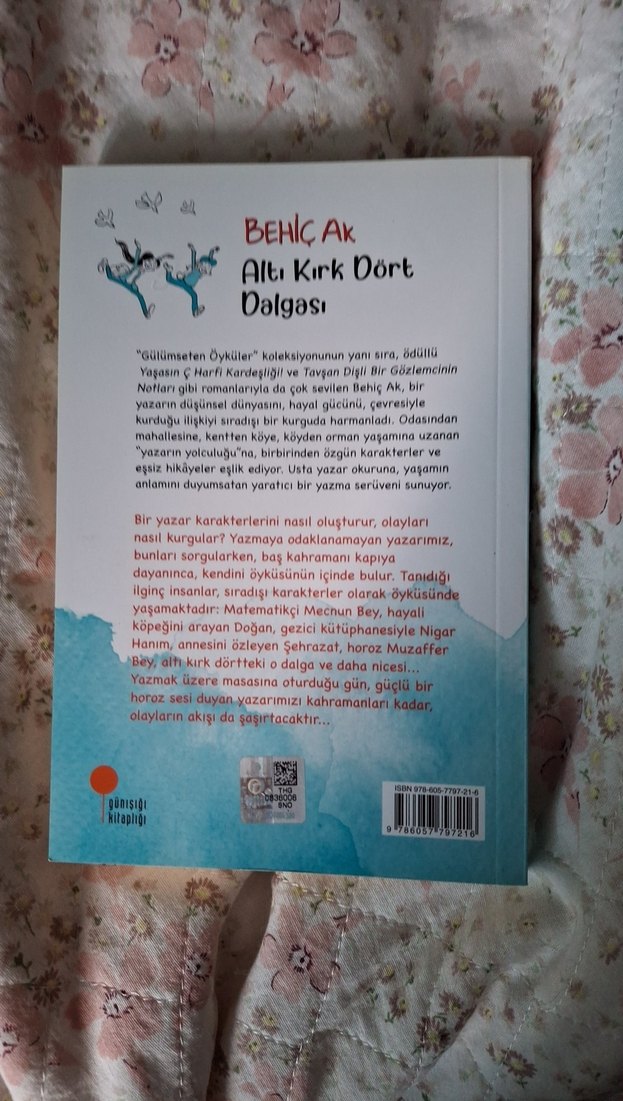 BEHİÇ AK
Altı Kırk Dört
Dalgası
"Gülümseten Öyküler" koleksiyonunun yanı sıra, ödüllü
Yaşasın Ç Harfi Kardeşliği! ve Tavşan Dişli Bir Gözlemcinin
Notları gibi romanlarıyla da çok sevilen Behiç Ak, bir
yazarın düşünsel dünyasını, hayal gücünü, çevresiyle
kurduğu ilişkiyi sıradışı bir kurguda harmanladı. Odasından
mahallesine, kentten köye, köyden orman yaşamına uzanan
"yazarın yolculuğu"na, birbirinden özgün karakterler ve
eşsiz hikâyeler eşlik ediyor. Usta yazar okuruna, yaşamın
anlamını duyumsatan yaratıcı bir yazma serüveni sunuyor.
Bir yazar karakterlerini nasıl oluşturur, olayları
nasıl kurgular? Yazmaya odaklanamayan yazarımız,
bunları sorgularken, baş kahramanı kapıya
dayanınca, kendini öyküsünün içinde bulur. Tanıdığı
ilginç insanlar, sıradışı karakterler olarak öyküsünde
yaşamaktadır: Matematikçi Mecnun Bey, hayali
köpeğini arayan Doğan, gezici kütüphanesiyle Nigar
Hanım, annesini özleyen Şehrazat, horoz Muzaffer
Bey, altı kırk dörtteki o dalga ve daha nicesi...
Yazmak üzere masasına oturduğu gün, güçlü bir
horoz sesi duyan yazarımızı kahramanları kadar,
olayların akışı da şaşırtacaktır...
günışığı
kitaplığı
THG
0836006
9NO
ISBN 978-605-7797-21-6
9 786057 797216